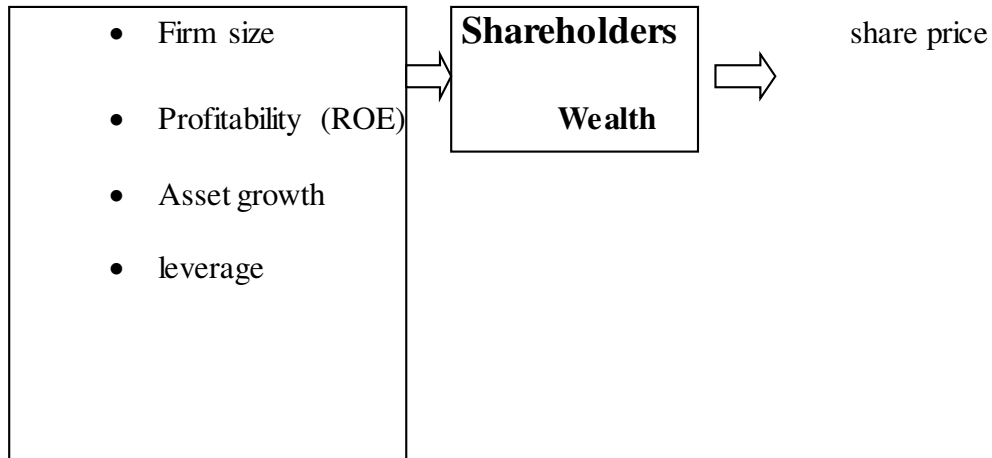 • Firm size
• Profitability (ROE)
• Asset growth
• leverage
Shareholders
Wealth
share price